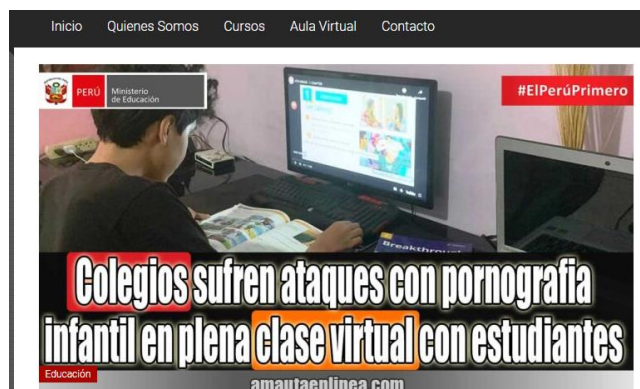 Inicio Quienes Somos Cursos Aula Virtual Contacto
PERÚ Ministerio
de Educación
#ElPerúPrimero
Breakthrough
Colegios sufren ataques con pornografia
infantil en plena clase virtual con estudiantes
Educación
amautaenlinea.com